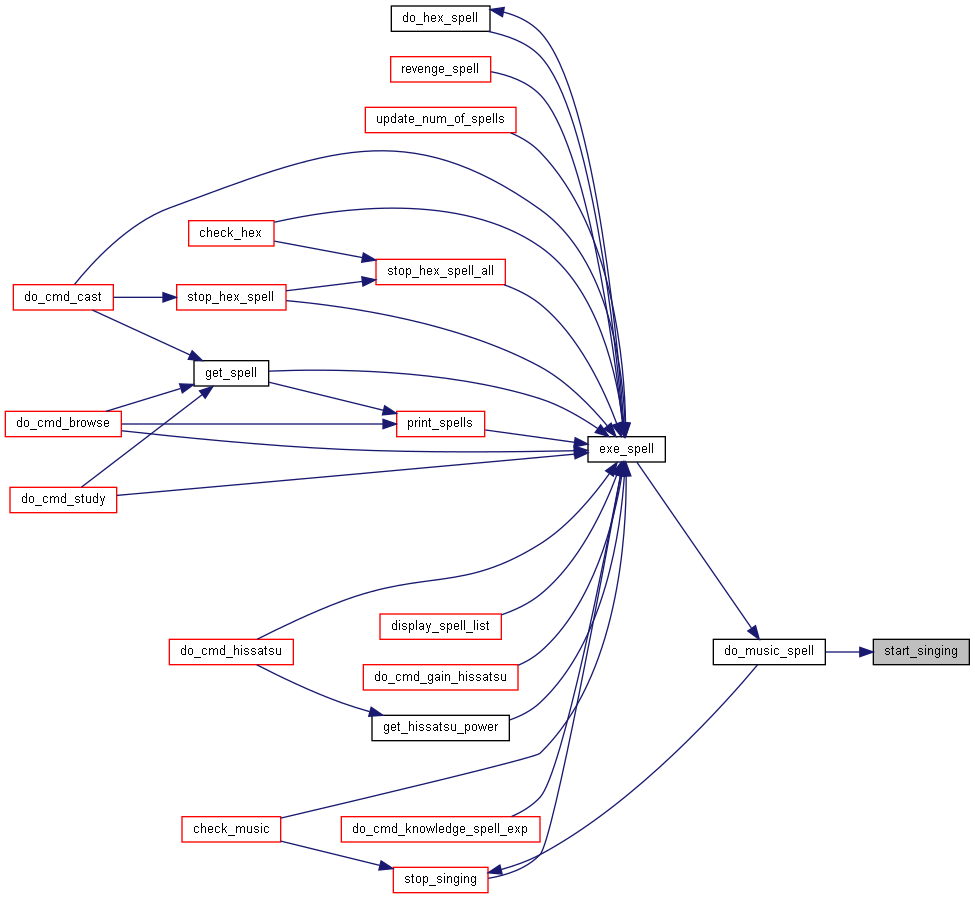 do_hex_spell
revenge_spell
update_num_of_spells
check_hex
stop_hex_spell_all
do_cmd_cast
stop_hex_spell
get_spell
do_cmd_browse
print_spells
exe_spell
do_cmd_study
display_spell_list
do_cmd_hissatsu
do_music_spell
start_singing
do_cmd_gain_hissatsu
get_hissatsu_power
check_music
do_cmd_knowledge_spell_exp
stop_singing